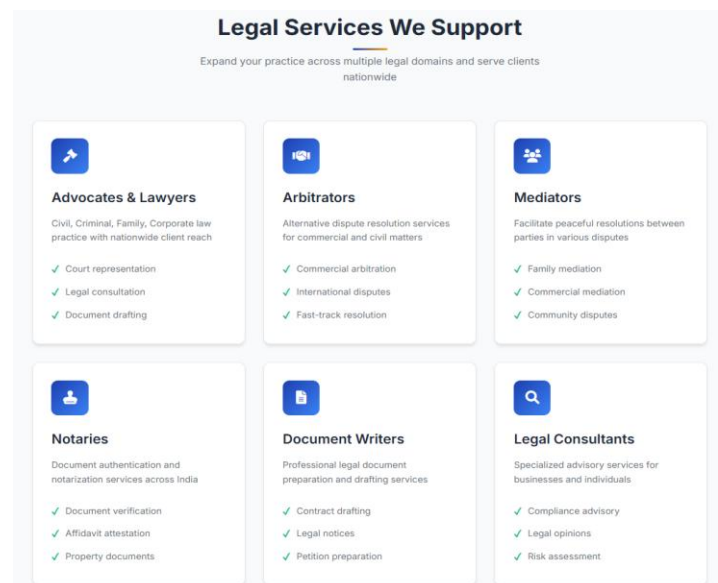 Legal Services We Support
Expand your practice across multiple legal domains and serve clients
nationwide
Advocates & Lawyers
Civil, Criminal, Family, Corporate law
practice with nationwide client reach
✓ Court representation
✓ Legal consultation
✓ Document drafting
Arbitrators
Alternative dispute resolution services
for commercial and civil matters
✓ Commercial arbitration
✓ International disputes
✓ Fast-track resolution
Mediators
Facilitate peaceful resolutions between
parties in various disputes
✓ Family mediation
✓ Commercial mediation
✓ Community disputes
Notaries
Document authentication and
notarization services across India
✓ Document verification
✓ Affidavit attestation
✓ Property documents
Document Writers
Professional legal document
preparation and drafting services
✓ Contract drafting
✓ Legal notices
✓ Petition preparation
Legal Consultants
Specialized advisory services for
businesses and individuals
✓ Compliance advisory
✓ Legal opinions
✓ Risk assessment